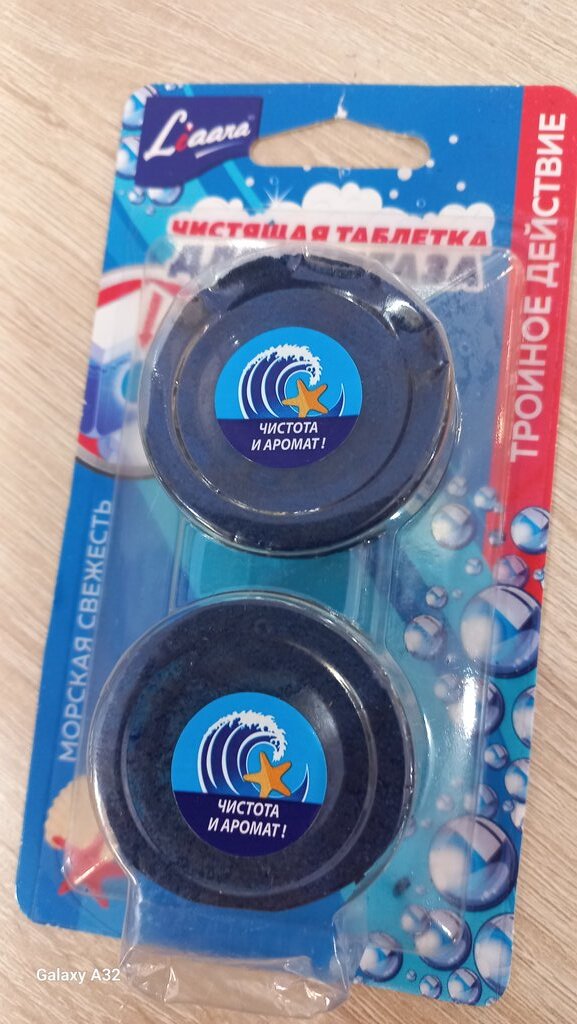 Liaara
ЧИСТЯЩАЯ ТАБЛЕТКА
ТРОЙНОЕ ДЕЙСТВИЕ
МОРСКАЯ СВЕЖЕСТЬ
ЧИСТОТА
И АРОМАТ!
ЧИСТОТА
И АРОМАТ!
Galaxy A32